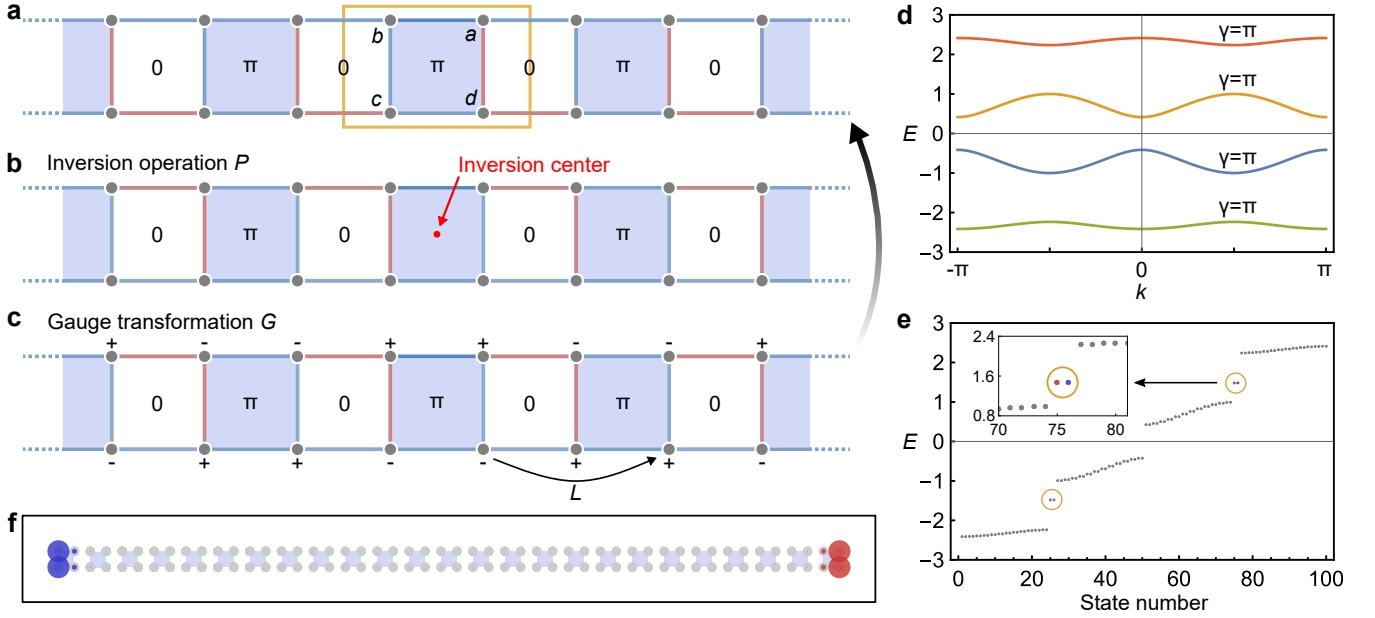 a
b a
0 π 0 π 0 π 0
c d
b Inversion operation P
Inversion center
0 π 0 π 0 π 0
c Gauge transformation G
+ - - + + - - +
0 π 0 π 0 π 0
- + + - - + + -
L
f
d
3
2
1
0
−1
−2
−3
E
γ=π
γ=π
γ=π
γ=π
-π 0 π
k
e
3
2
1
0
−1
−2
−3
E
2.4
1.6
0.8
70 75 80
0 20 40 60 80 100
State number